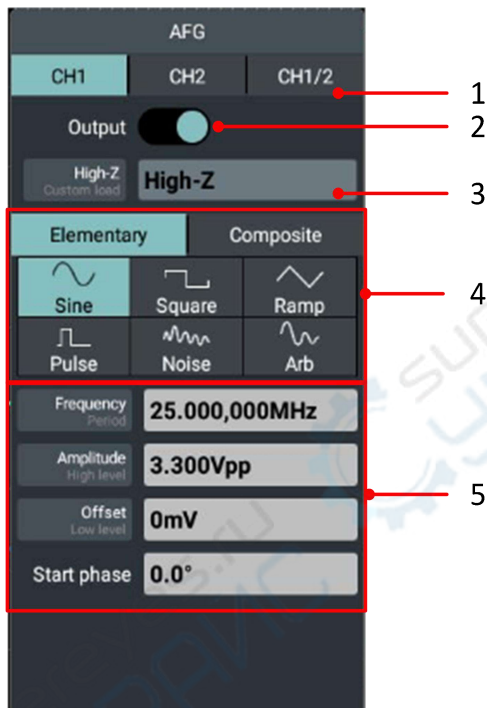 AFG
CH1 CH2 CH1/2
1
Output
2
High-Z
Custom load
High-Z
3
Elementary Composite
4
Sine Square Ramp
Pulse Noise Arb
Frequency
Period
25.000,000MHz
Amplitude
High level
3.300Vpp
5
Offset
Low level
0mV
Start phase 0.0°